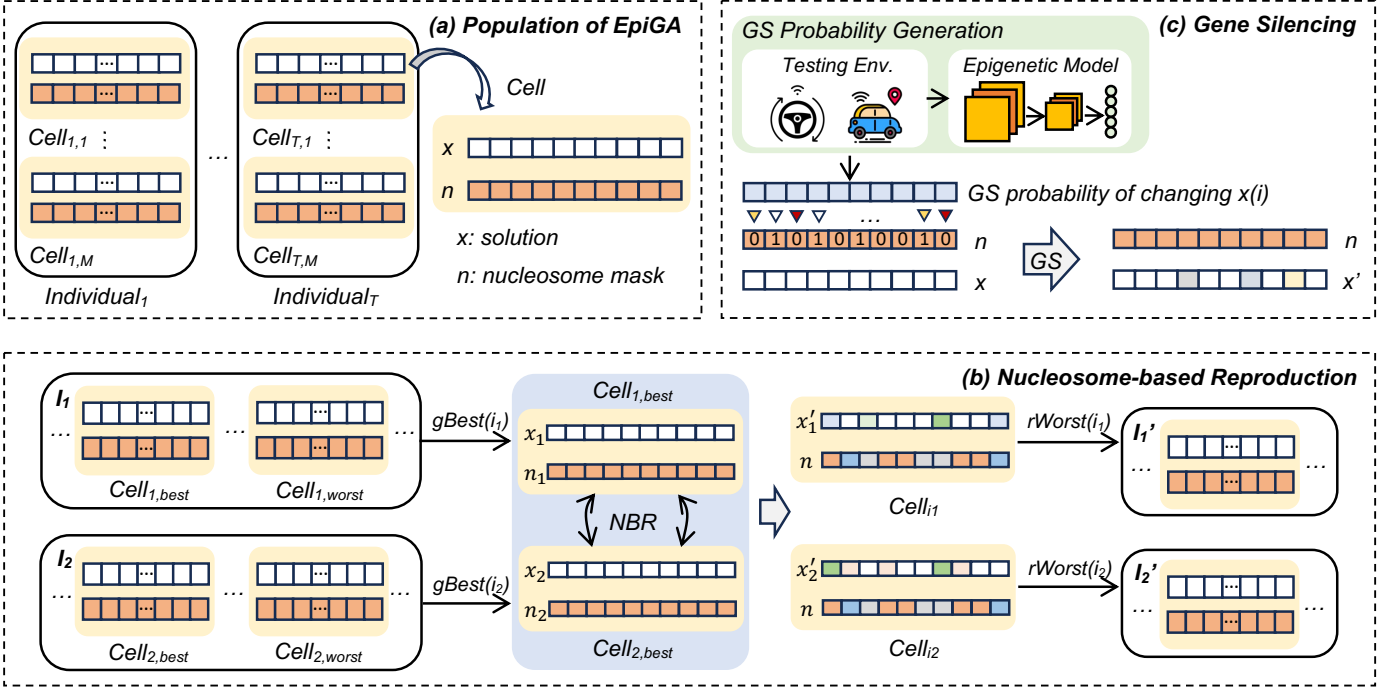 (a) Population of EpiGA
...
...
Cell1,1 ⋮
...
...
Cell1,M
Individual1
...
...
...
CellT,1 ⋮
...
...
CellT,M
IndividualT
Cell
x
n
x: solution
n: nucleosome mask
(c) Gene Silencing
GS Probability Generation
Testing Env.
Epigenetic Model
GS probability of changing x(i)
...
0 1 0 1 0 1 0 0 1 0 n
x
GS
n
x'
(b) Nucleosome-based Reproduction
I1
... ... ... ... ...
... ...
Cell1,best
Cell1,worst
gBest(i1)
I2
... ... ... ... ...
... ...
Cell2,best
Cell2,worst
gBest(i2)
Cell1,best
x1
n1
NBR
x2
n2
Cell2,best
x1′
n
Celli1
rWorst(i1)
I1'
... ... ...
...
x2′
n
Celli2
rWorst(i2)
I2'
... ... ...
...